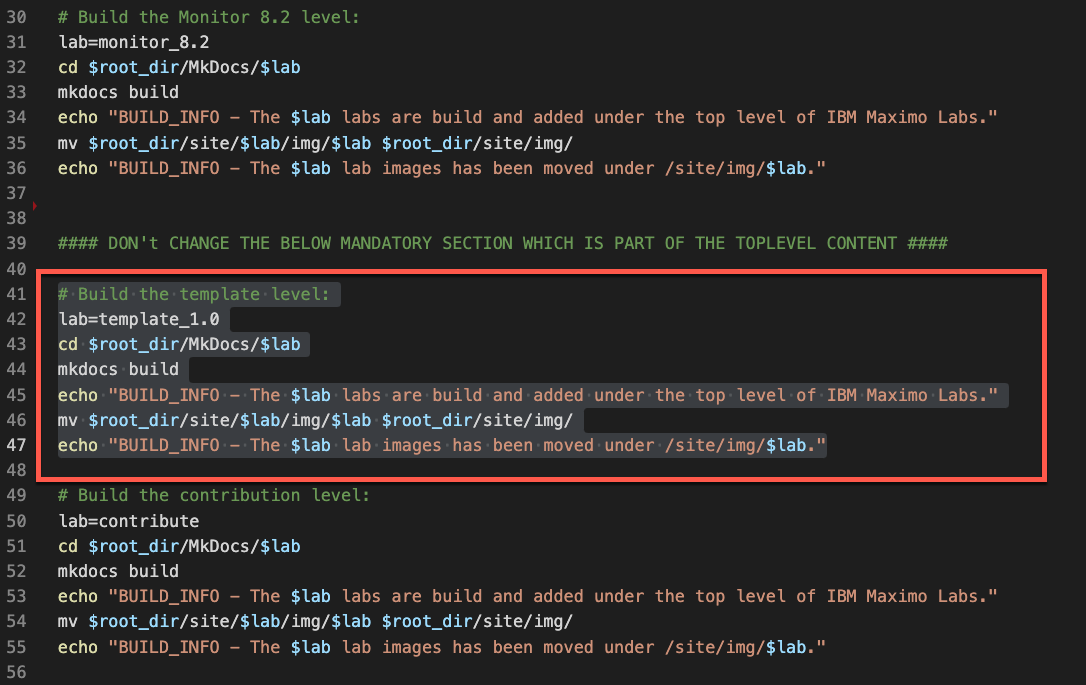 30 # Build the Monitor 8.2 level:
31 lab=monitor_8.2
32 cd $root_dir/MkDocs/$lab
33 mkdocs build
34 echo "BUILD_INFO – The $lab labs are build and added under the top level of IBM Maximo Labs."
35 mv $root_dir/site/$lab/img/$lab $root_dir/site/img/
36 echo "BUILD_INFO – The $lab lab images has been moved under /site/img/$lab."
37
38
39 #### DON't CHANGE THE BELOW MANDATORY SECTION WHICH IS PART OF THE TOPLEVEL CONTENT ####
40
41 # Build the template level:
42 lab=template_1.0
43 cd $root_dir/MkDocs/$lab
44 mkdocs build
45 echo "BUILD_INFO – The $lab labs are build and added under the top level of IBM Maximo Labs."
46 mv $root_dir/site/$lab/img/$lab $root_dir/site/img/
47 echo "BUILD_INFO – The $lab lab images has been moved under /site/img/$lab."
48
49 # Build the contribution level:
50 lab=contribute
51 cd $root_dir/MkDocs/$lab
52 mkdocs build
53 echo "BUILD_INFO – The $lab labs are build and added under the top level of IBM Maximo Labs."
54 mv $root_dir/site/$lab/img/$lab $root_dir/site/img/
55 echo "BUILD_INFO – The $lab lab images has been moved under /site/img/$lab."
56